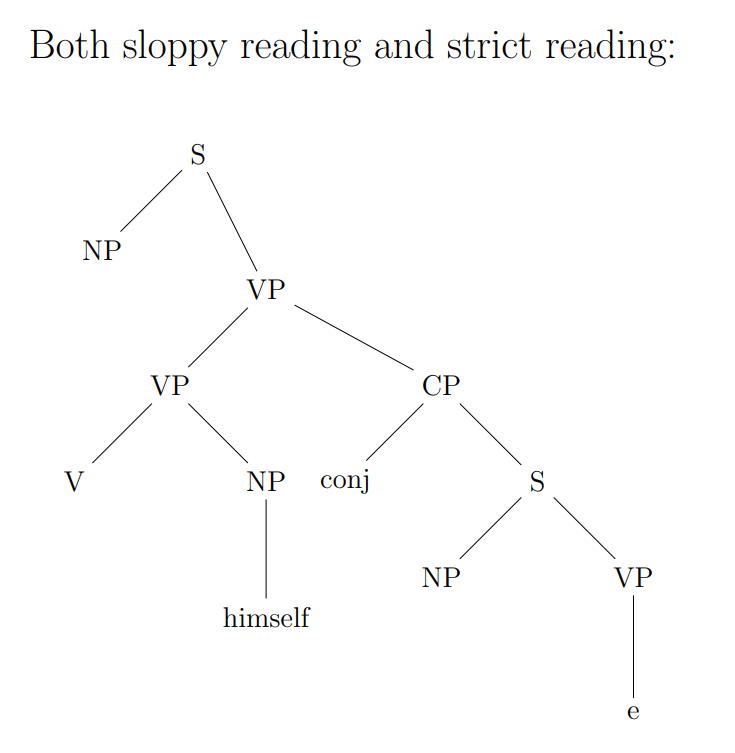 Both sloppy reading and strict reading:
S
NP
VP
VP CP
V NP conj S
NP VP
himself
e